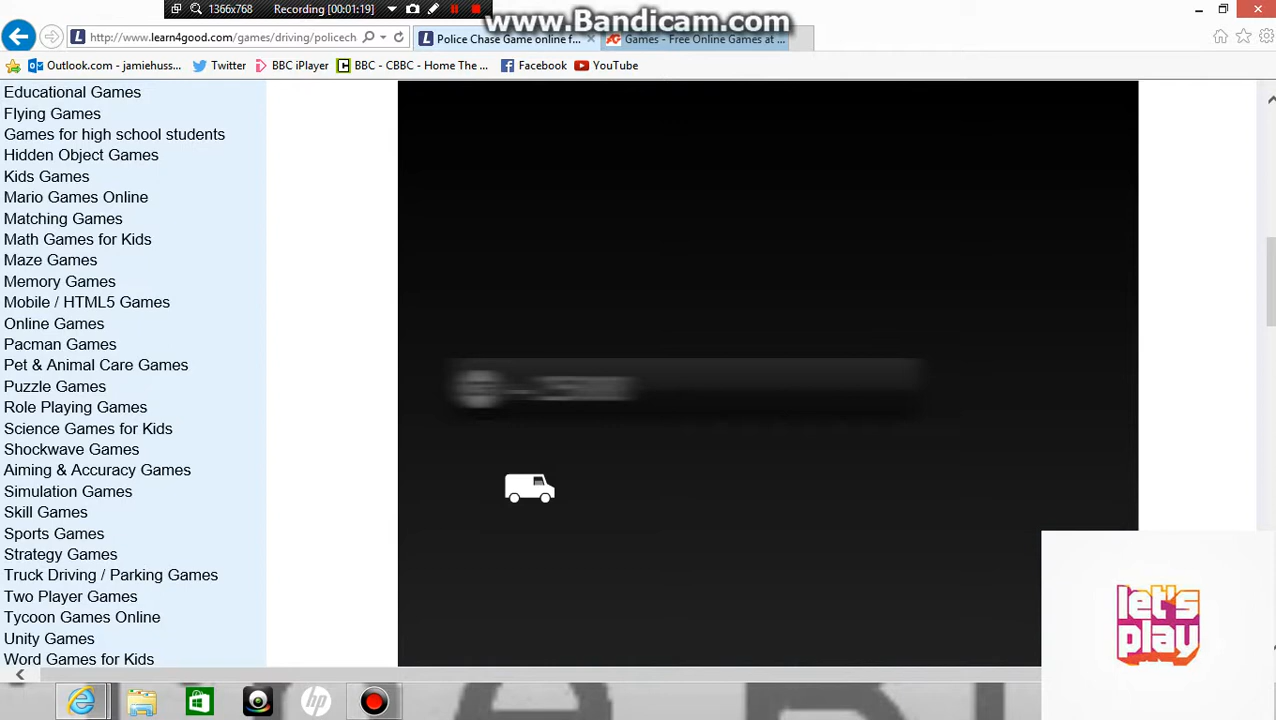 1366x768
Recording [00:01:19]
www.Bandicam.com
http://www.learn4good.com/games/driving/policech
Police Chase Game online f...
Games - Free Online Games at ...
Outlook.com - jamiehuss...
Twitter
BBC iPlayer
BBC - CBBC - Home The ...
Facebook
YouTube
Educational Games
Flying Games
Games for high school students
Hidden Object Games
Kids Games
Mario Games Online
Matching Games
Math Games for Kids
Maze Games
Memory Games
Mobile / HTML5 Games
Online Games
Pacman Games
Pet & Animal Care Games
Puzzle Games
Role Playing Games
Science Games for Kids
Shockwave Games
Aiming & Accuracy Games
Simulation Games
Skill Games
Sports Games
Strategy Games
Truck Driving / Parking Games
Two Player Games
Tycoon Games Online
Unity Games
Word Games for Kids
let's
play
hp